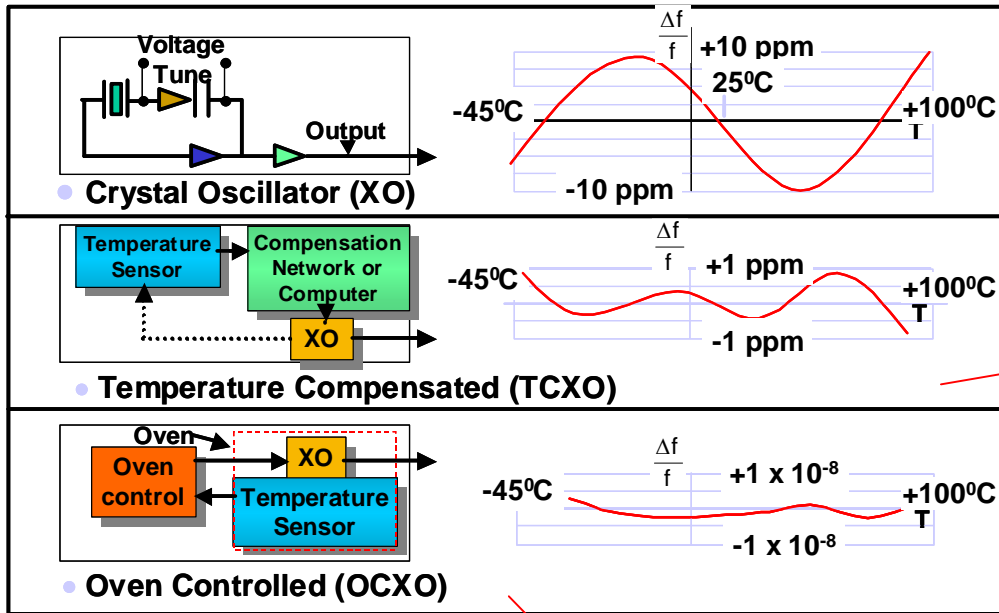 Voltage
Tune
Output
• Crystal Oscillator (XO)
Δf
f
+10 ppm
25⁰C
-45⁰C
+100⁰C
T
-10 ppm
Temperature
Sensor
Compensation
Network or
Computer
XO
• Temperature Compensated (TCXO)
Δf
f
+1 ppm
-45⁰C
+100⁰C
T
-1 ppm
Oven
Oven
control
XO
Temperature
Sensor
• Oven Controlled (OCXO)
Δf
f
+1 x 10⁻⁸
-45⁰C
+100⁰C
T
-1 x 10⁻⁸